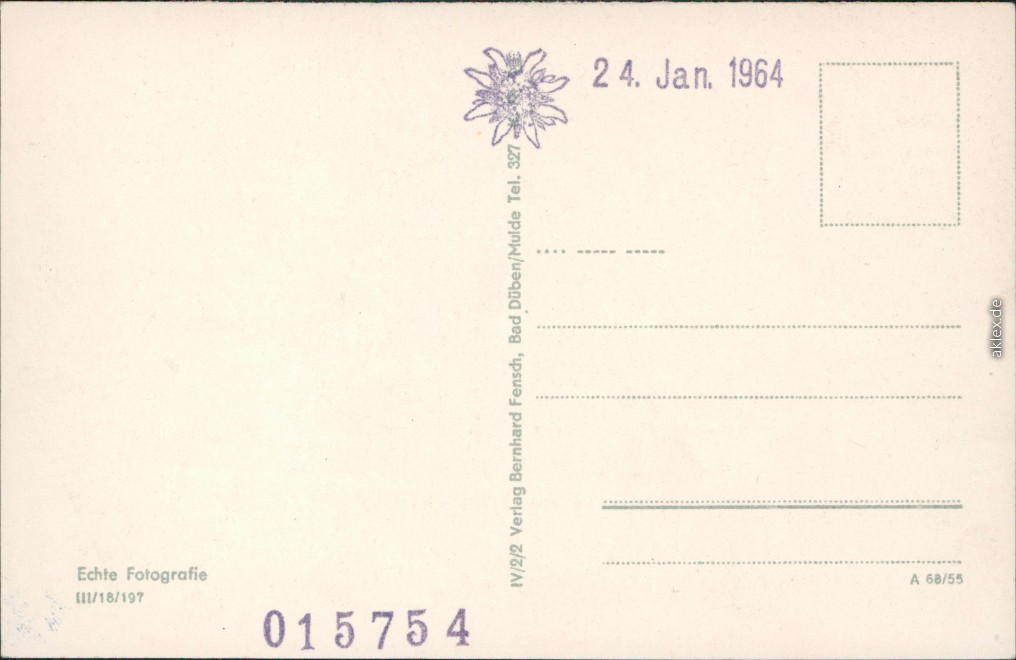 24. Jan. 1964
IV/2/2 Verlag Bernhard Fensch, Bad Düben/Mulde Tel. 327
Echte Fotografie
III/18/197
015754
A 68/55
aklex.de